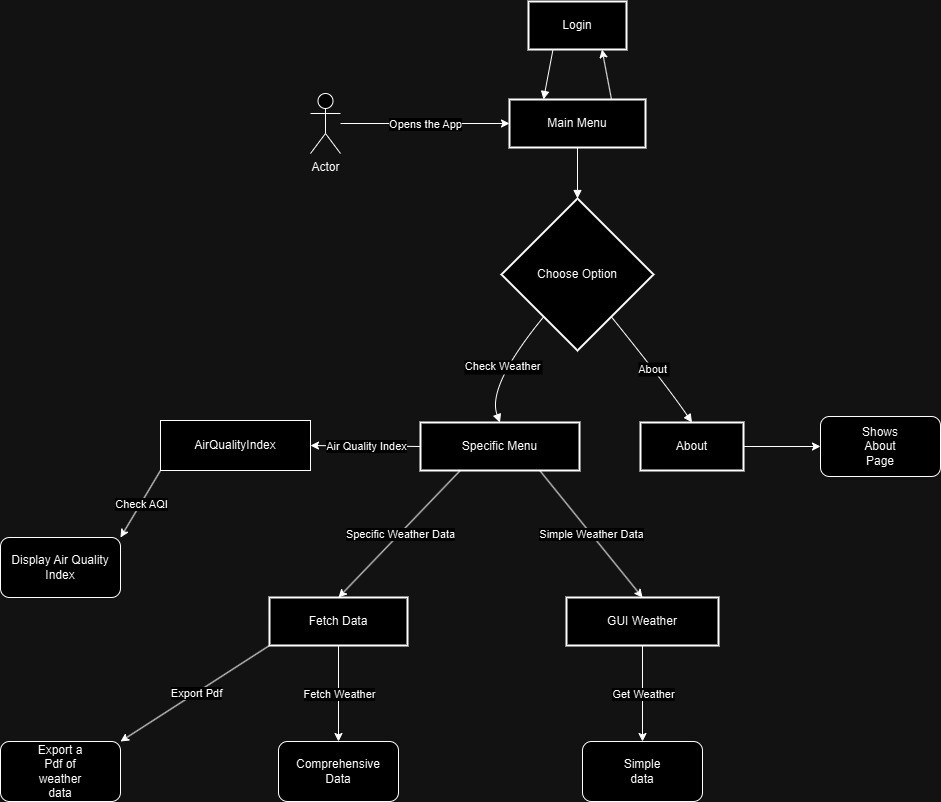 Login
Opens the App
Main Menu
Actor
Choose Option
Check Weather
About
AirQualityIndex
Air Quality Index
Specific Menu
About
Shows
About
Page
Check AQI
Display Air Quality
Index
Specific Weather Data
Simple Weather Data
Fetch Data
GUI Weather
Export Pdf
Fetch Weather
Get Weather
Export a
Pdf of
weather
data
Comprehensive
Data
Simple
data